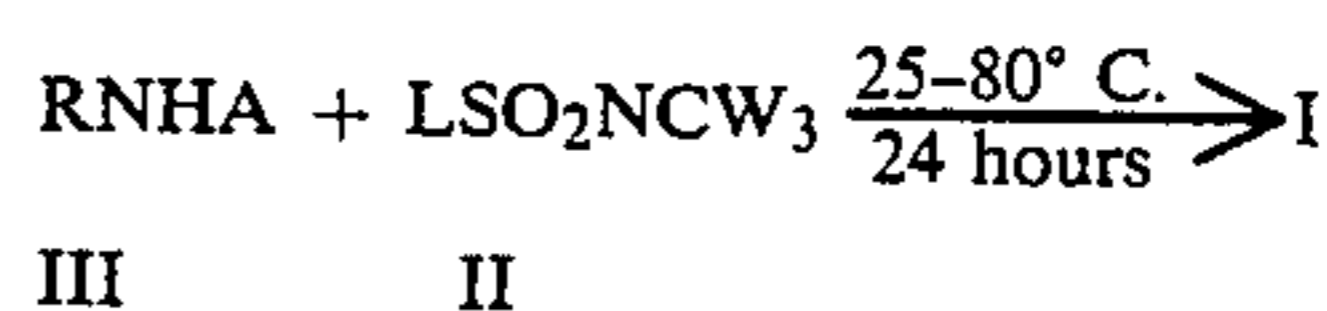 25–80° C.
RNHA + LSO₂NCW₃ I
24 hours
III II